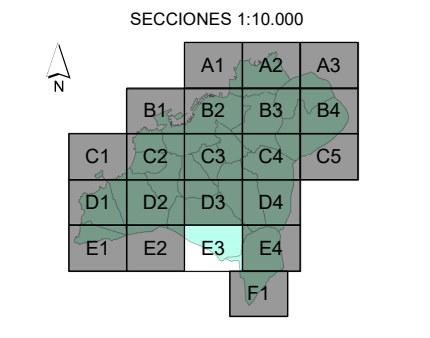 SECCIONES 1:10.000
N
A1 A2 A3
B1 B2 B3 B4
C1 C2 C3 C4 C5
D1 D2 D3 D4
E1 E2 E3 E4
F1